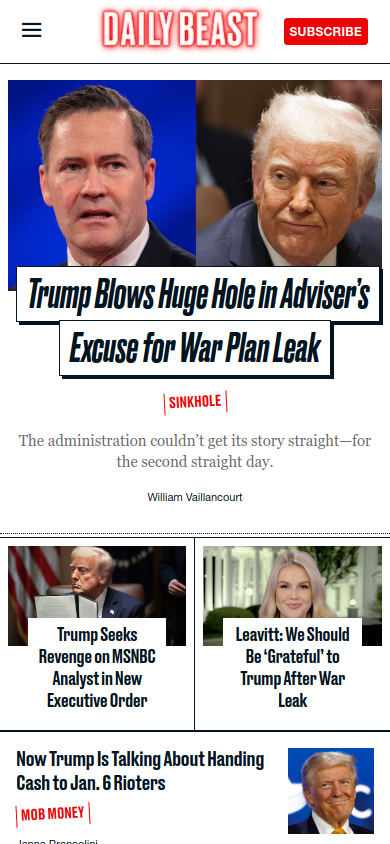 DAILY BEAST
SUBSCRIBE
Trump Blows Huge Hole in Adviser’s
Excuse for War Plan Leak
SINKHOLE
The administration couldn’t get its story straight—for
the second straight day.
William Vaillancourt
Trump Seeks
Revenge on MSNBC
Analyst in New
Executive Order
Leavitt: We Should
Be ‘Grateful’ to
Trump After War
Leak
Now Trump Is Talking About Handing
Cash to Jan. 6 Rioters
MOB MONEY